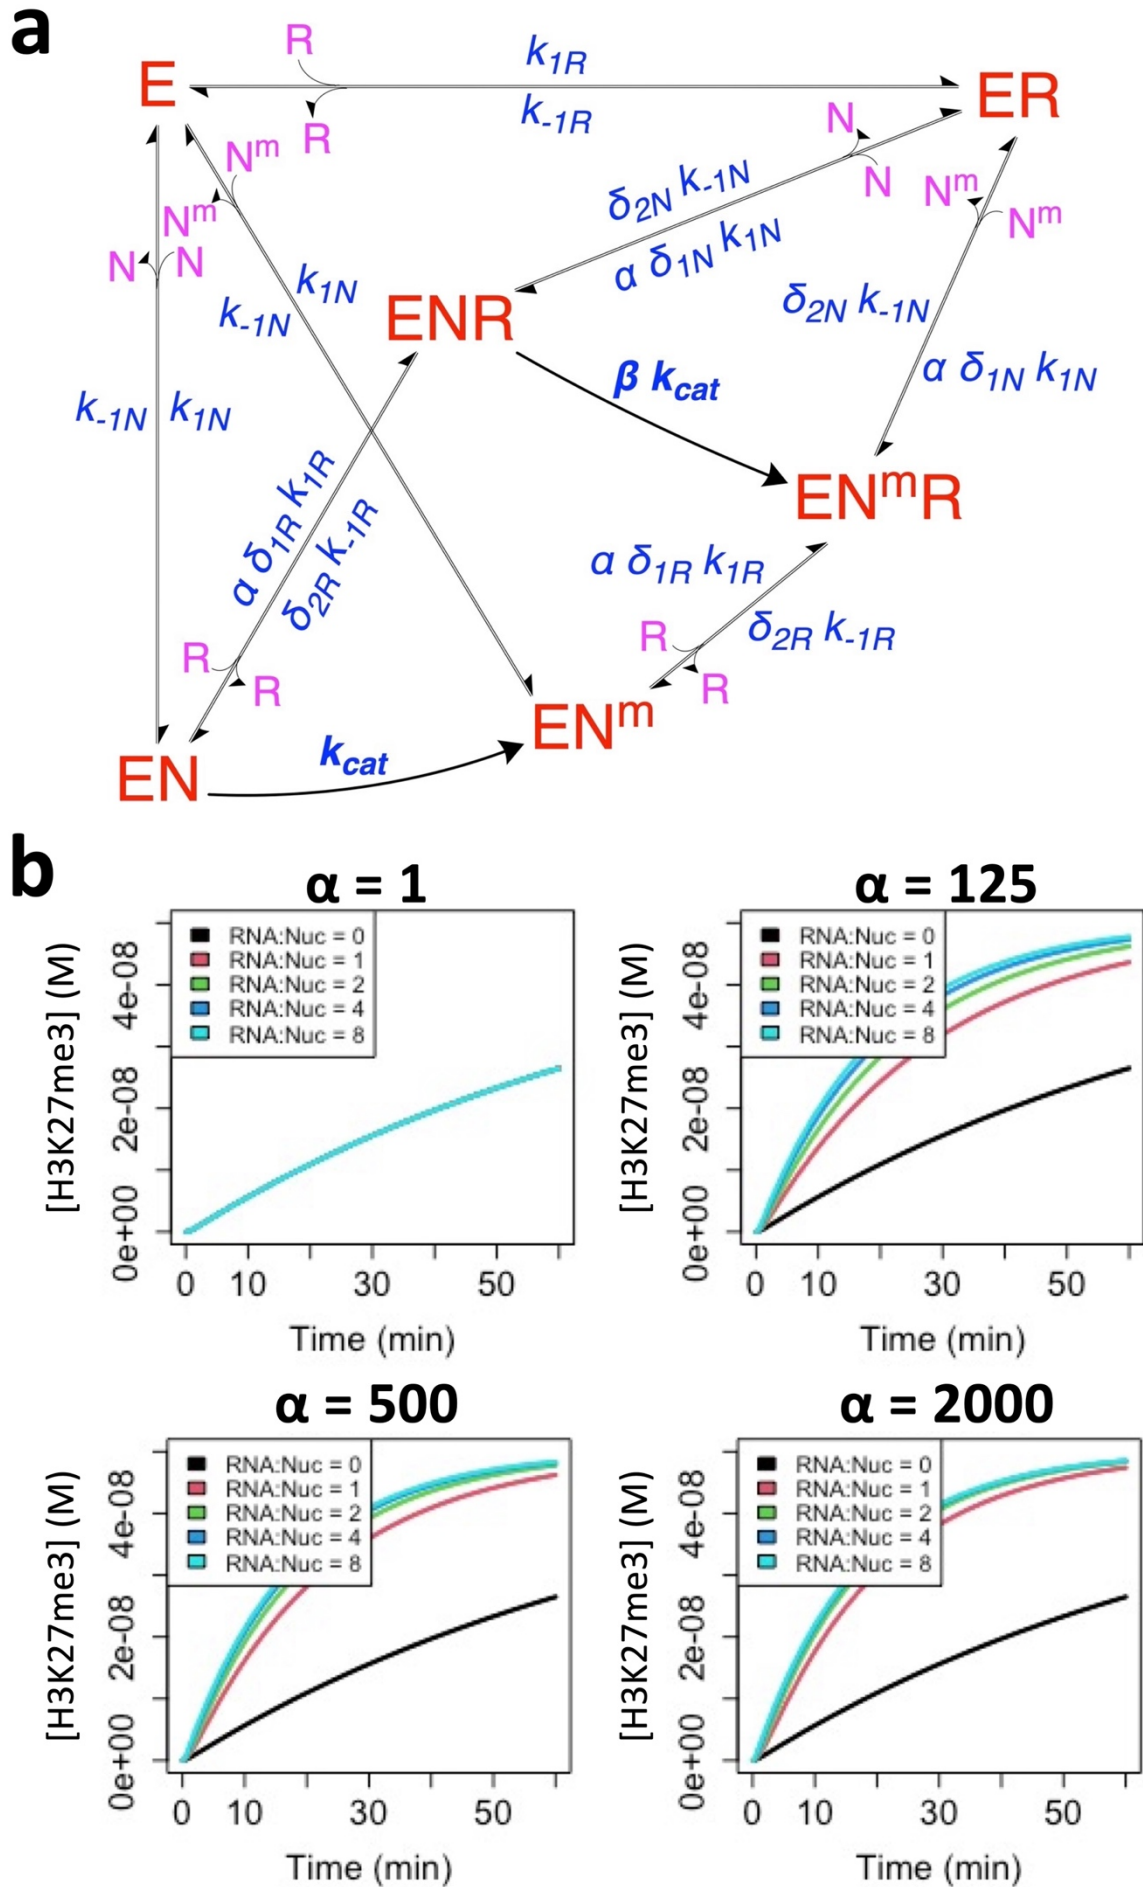 a
R
k1R
E
ER
k-1R
R
N
Nm
N
δ2N k-1N
Nm
Nm
Nm
α δ1N k1N
N
N
k1N
δ2N k-1N
k-1N
ENR
α δ1N k1N
β kcat
k-1N
k1N
α δ1R k1R
ENmR
δ2R k-1R
α δ1R k1R
δ2R k-1R
R
R
R
R
ENm
kcat
EN
b
α = 1
RNA:Nuc = 0
RNA:Nuc = 1
RNA:Nuc = 2
RNA:Nuc = 4
RNA:Nuc = 8
[H3K27me3] (M)
4e-08
2e-08
0e+00
0 10 30 50
Time (min)
α = 125
RNA:Nuc = 0
RNA:Nuc = 1
RNA:Nuc = 2
RNA:Nuc = 4
RNA:Nuc = 8
[H3K27me3] (M)
4e-08
2e-08
0e+00
0 10 30 50
Time (min)
α = 500
RNA:Nuc = 0
RNA:Nuc = 1
RNA:Nuc = 2
RNA:Nuc = 4
RNA:Nuc = 8
[H3K27me3] (M)
4e-08
2e-08
0e+00
0 10 30 50
Time (min)
α = 2000
RNA:Nuc = 0
RNA:Nuc = 1
RNA:Nuc = 2
RNA:Nuc = 4
RNA:Nuc = 8
[H3K27me3] (M)
4e-08
2e-08
0e+00
0 10 30 50
Time (min)